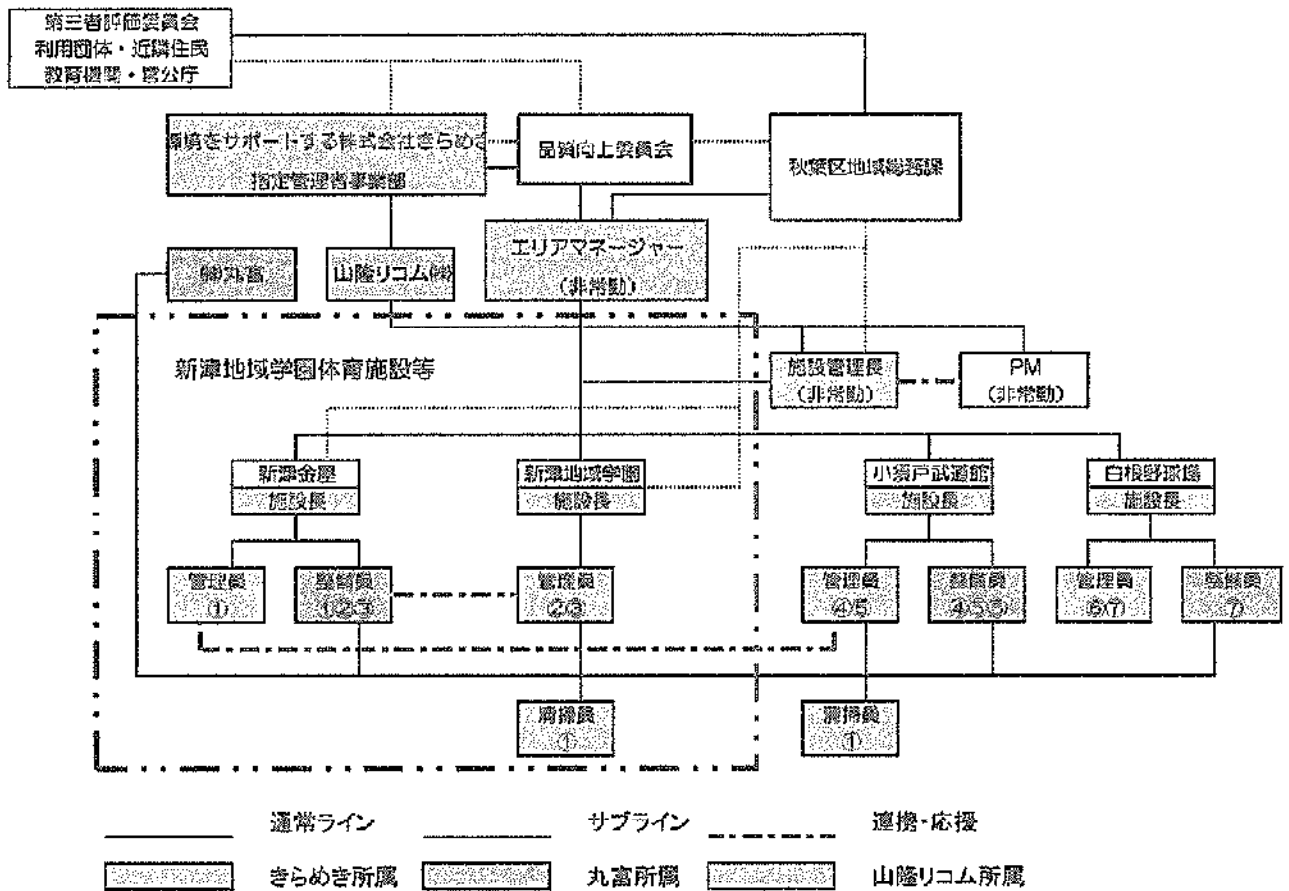 第三者評価委員会
利用団体・近隣住民
教育機関・官公庁
環境をサポートする株式会社きらめき
指定管理者事業部
品質向上委員会
秋葉区地域総務課
㈱丸富
山隆リコム㈱
エリアマネージャー
(非常勤)
新津地域学園体育施設等
施設管理長
(非常勤)
PM
(非常勤)
新津金屋
施設長
新津地域学園
施設長
小須戸武道館
施設長
白根野球場
施設長
管理員
①
整備員
①②③
管理員
②③
管理員
④⑤
整備員
④⑤⑥
管理員
⑥⑦
整備員
⑦
清掃員
①
清掃員
①
通常ライン
サブライン
連携・応援
きらめき所属
丸富所属
山隆リコム所属